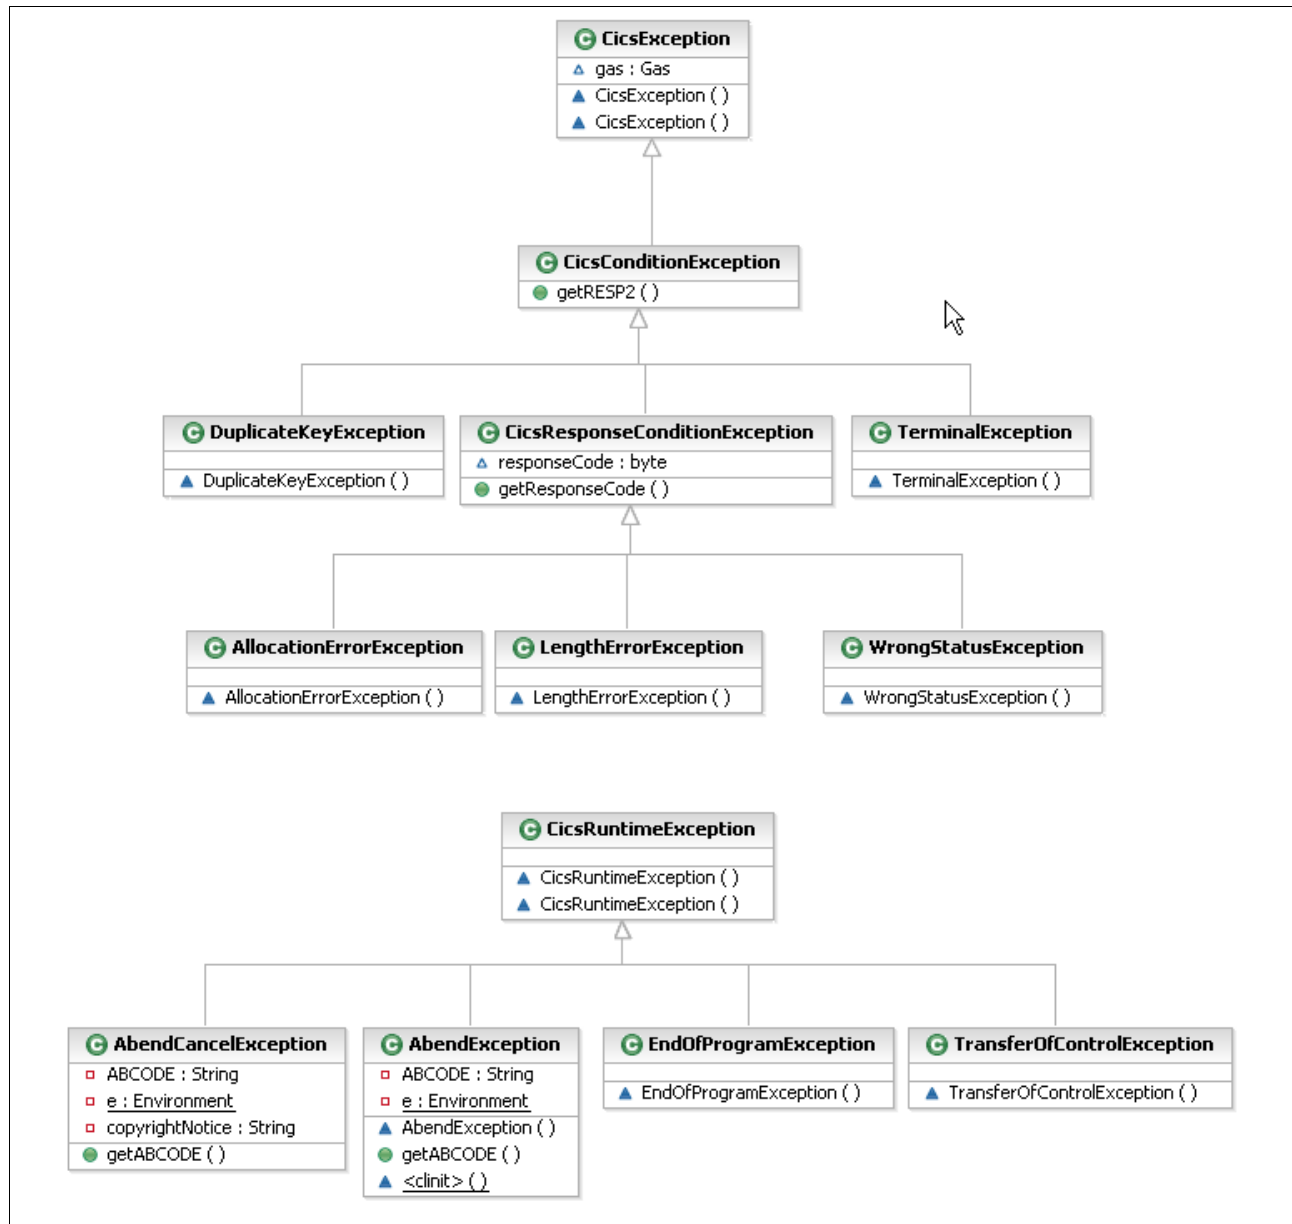 CicsException
gas : Gas
CicsException ( )
CicsException ( )
CicsConditionException
getRESP2 ( )
DuplicateKeyException
DuplicateKeyException ( )
CicsResponseConditionException
responseCode : byte
getResponseCode ( )
TerminalException
TerminalException ( )
AllocationErrorException
AllocationErrorException ( )
LengthErrorException
LengthErrorException ( )
WrongStatusException
WrongStatusException ( )
CicsRuntimeException
CicsRuntimeException ( )
CicsRuntimeException ( )
AbendCancelException
ABCODE : String
e : Environment
copyrightNotice : String
getABCODE ( )
AbendException
ABCODE : String
e : Environment
AbendException ( )
getABCODE ( )
<clinit> ( )
EndOfProgramException
EndOfProgramException ( )
TransferOfControlException
TransferOfControlException ( )